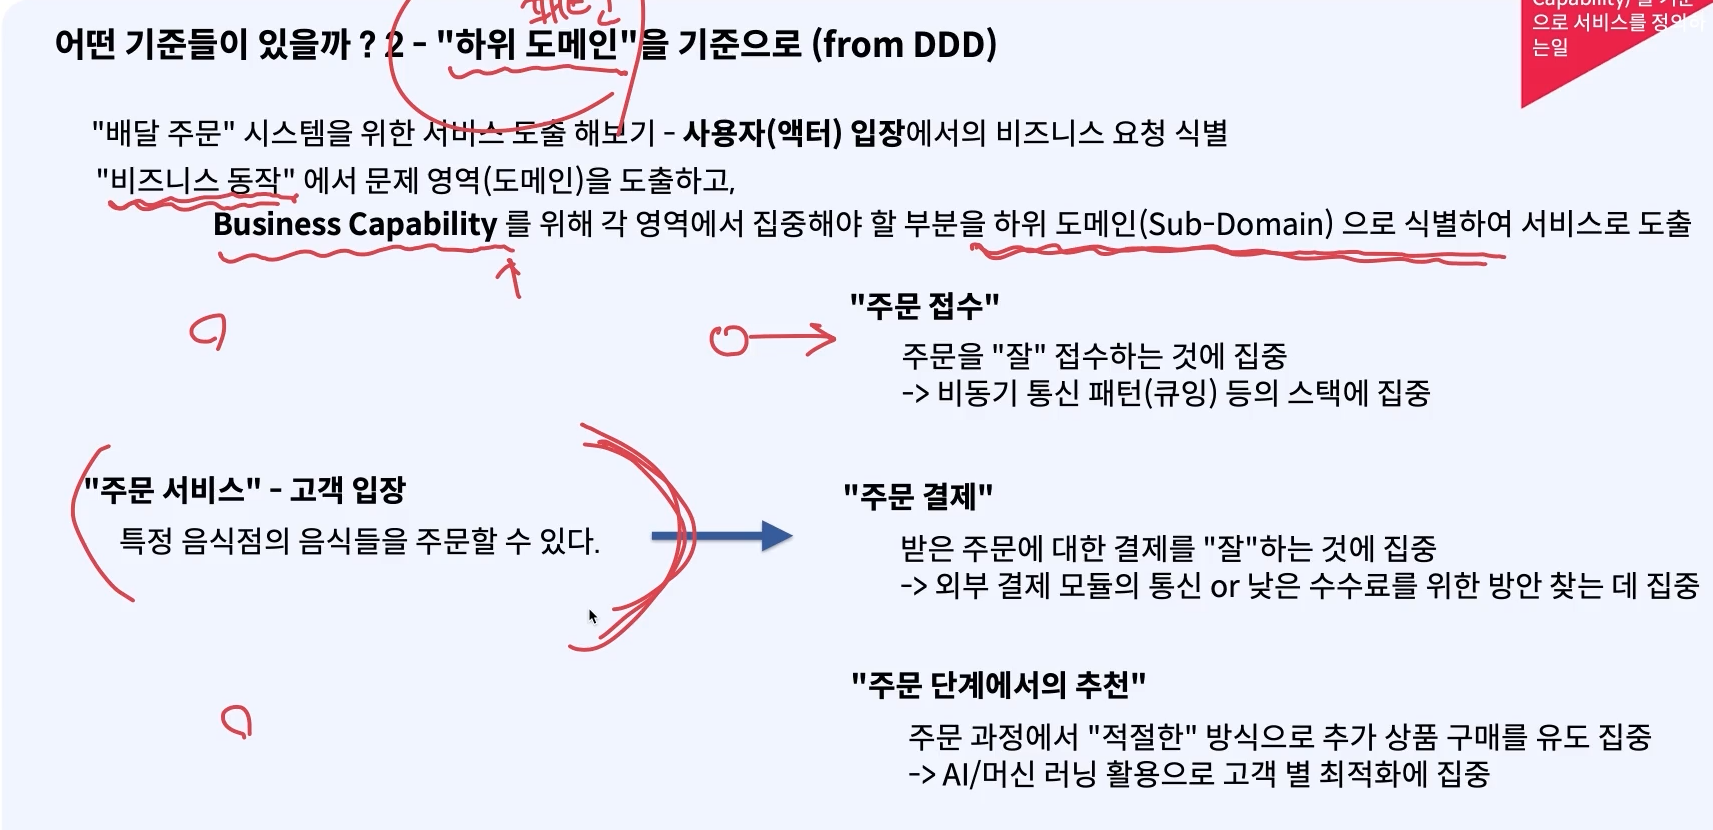 패턴
으로 서비스를 정의하
는일
어떤 기준들이 있을까 ? 2 - "하위 도메인"을 기준으로 (from DDD)
"배달 주문" 시스템을 위한 서비스 도출 해보기 - 사용자(액터) 입장에서의 비즈니스 요청 식별
"비즈니스 동작" 에서 문제 영역(도메인)을 도출하고,
Business Capability 를 위해 각 영역에서 집중해야 할 부분을 하위 도메인(Sub-Domain) 으로 식별하여 서비스로 도출
"주문 서비스" - 고객 입장
특정 음식점의 음식들을 주문할 수 있다.
"주문 접수"
주문을 "잘" 접수하는 것에 집중
-> 비동기 통신 패턴(큐잉) 등의 스택에 집중
"주문 결제"
받은 주문에 대한 결제를 "잘"하는 것에 집중
-> 외부 결제 모듈의 통신 or 낮은 수수료를 위한 방안 찾는 데 집중
"주문 단계에서의 추천"
주문 과정에서 "적절한" 방식으로 추가 상품 구매를 유도 집중
-> AI/머신 러닝 활용으로 고객 별 최적화에 집중